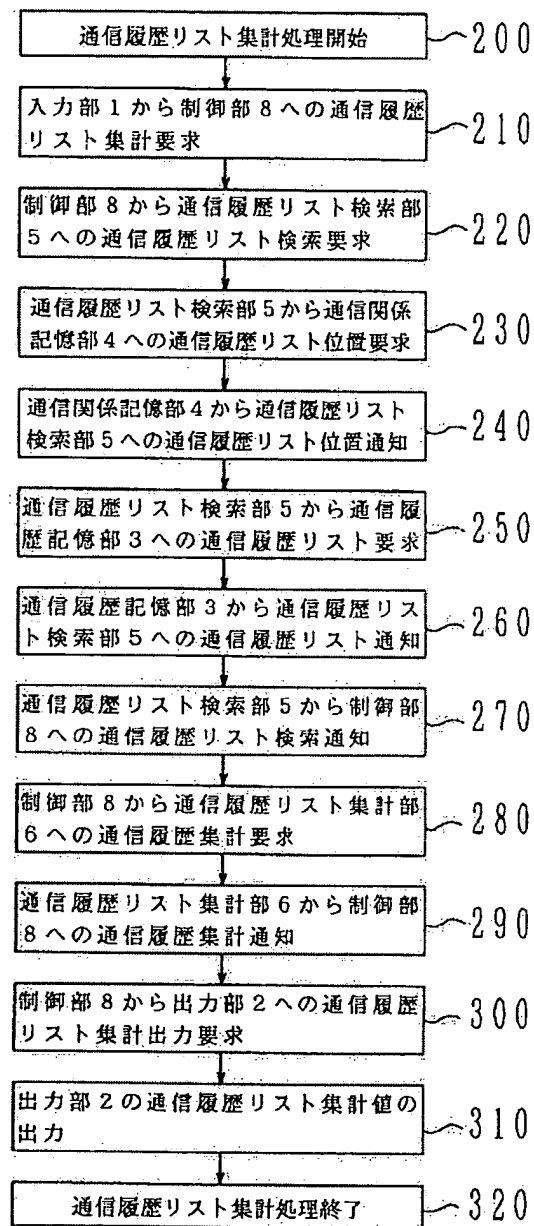 通信履歴リスト集計処理開始
200
入力部1から制御部8への通信履歴
リスト集計要求
210
制御部8から通信履歴リスト検索部
5への通信履歴リスト検索要求
220
通信履歴リスト検索部5から通信関係
記憶部4への通信履歴リスト位置要求
230
通信関係記憶部4から通信履歴リスト
検索部5への通信履歴リスト位置通知
240
通信履歴リスト検索部5から通信履
歴記憶部3への通信履歴リスト要求
250
通信履歴記憶部3から通信履歴リス
ト検索部5への通信履歴リスト通知
260
通信履歴リスト検索部5から制御部
8への通信履歴リスト検索通知
270
制御部8から通信履歴リスト集計部
6への通信履歴集計要求
280
通信履歴リスト集計部6から制御部
8への通信履歴集計通知
290
制御部8から出力部2への通信履歴
リスト集計出力要求
300
出力部2の通信履歴リスト集計値の
出力
310
通信履歴リスト集計処理終了
320